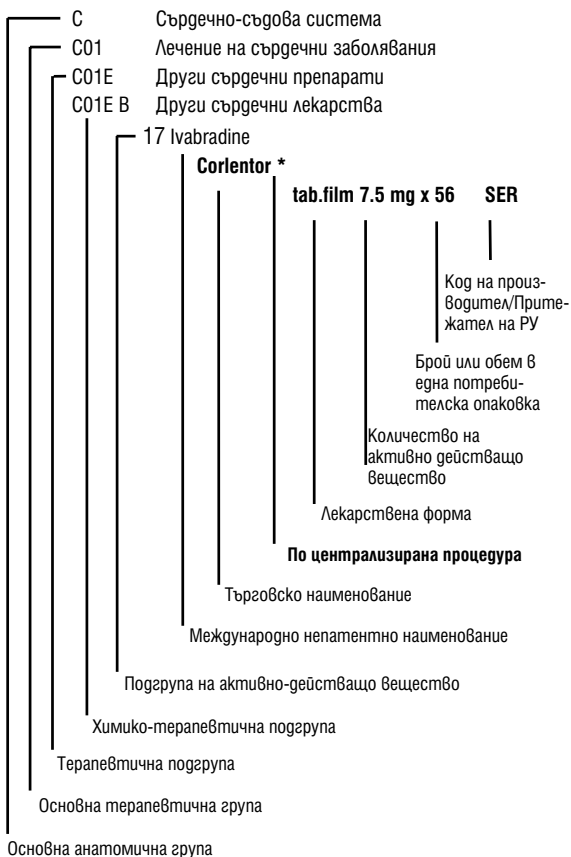 C Сърдечно-съдова система
C01 Лечение на сърдечни заболявания
C01E Други сърдечни препарати
C01E B Други сърдечни лекарства
17 Ivabradine
Corlentor *
tab.film 7.5 mg x 56 SER
Код на произ-
водител/Прите-
жател на РУ
Брой или обем в
една потреби-
телска опаковка
Количество на
активно действащо
вещество
Лекарствена форма
По централизирана процедура
Търговско наименование
Международно непатентно наименование
Подгрупа на активно-действащо вещество
Химико-терапевтична подгрупа
Терапевтична подгрупа
Основна терапевтична група
Основна анатомична група